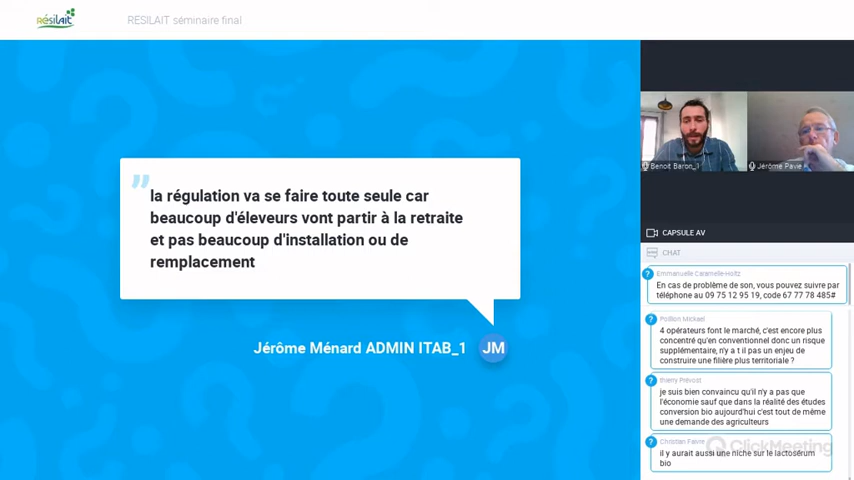 Résilait
RESILAIT séminaire final
la régulation va se faire toute seule car
beaucoup d'éleveurs vont partir à la retraite
et pas beaucoup d'installation ou de
remplacement
Jérôme Ménard ADMIN ITAB_1
JM
Benoit Baron_1
Jérôme Pavie
CAPSULE AV
CHAT
Emmanuelle Caramelle-Holtz
En cas de problème de son, vous pouvez suivre par
téléphone au 09 75 12 95 19, code 67 77 78 485#
Poillion Mickael
4 opérateurs font le marché, c'est encore plus
concentré qu'en conventionnel donc un risque
supplémentaire, n'y a t il pas un enjeu de
construire une filière plus territoriale ?
thierry Prévost
je suis bien convaincu qu'il n'y a pas que
l'économie sauf que dans la réalité des études
conversion bio aujourd'hui c'est tout de même
une demande des agriculteurs
Christian Faivre
il y aurait aussi une niche sur le lactosérum
bio
ClickMeeting